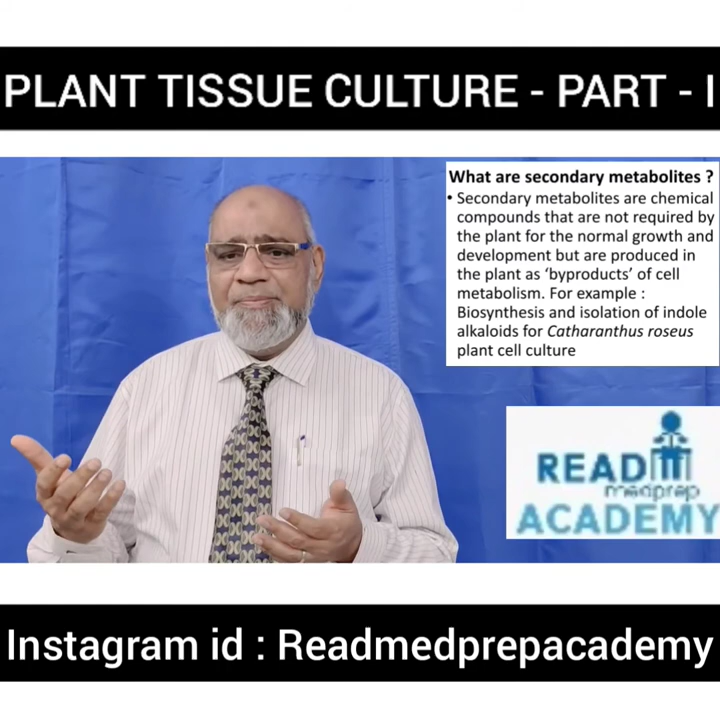 PLANT TISSUE CULTURE - PART - I
What are secondary metabolites ?
• Secondary metabolites are chemical
compounds that are not required by
the plant for the normal growth and
development but are produced in
the plant as ‘byproducts’ of cell
metabolism. For example :
Biosynthesis and isolation of indole
alkaloids for Catharanthus roseus
plant cell culture
READ
medprep
ACADEMY
Instagram id : Readmedprepacademy